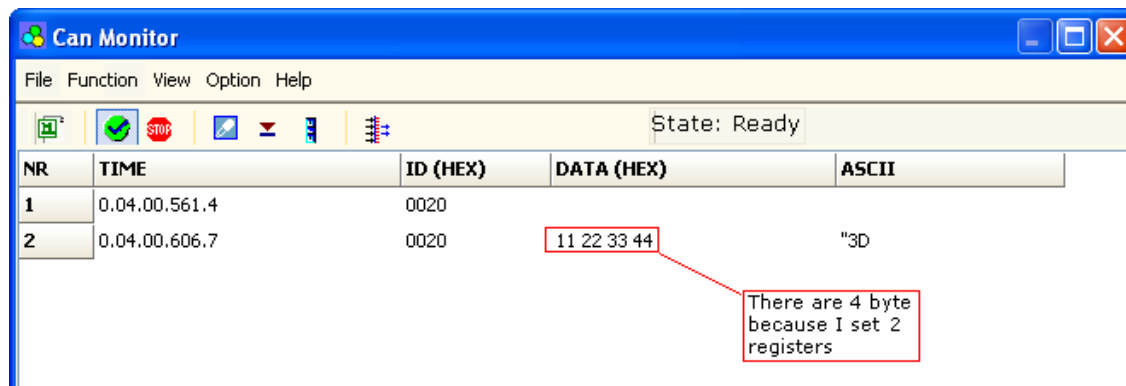 Can Monitor
File Function View Option Help
STOP
State: Ready
NR TIME ID (HEX) DATA (HEX) ASCII
1 0.04.00.561.4 0020
2 0.04.00.606.7 0020 11 22 33 44 "3D
There are 4 byte
because I set 2
registers